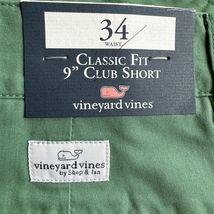 34/
WAIST
CLASSIC FIT
9” CLUB SHORT
vineyard vines
vineyard vines
by Shep & Ian